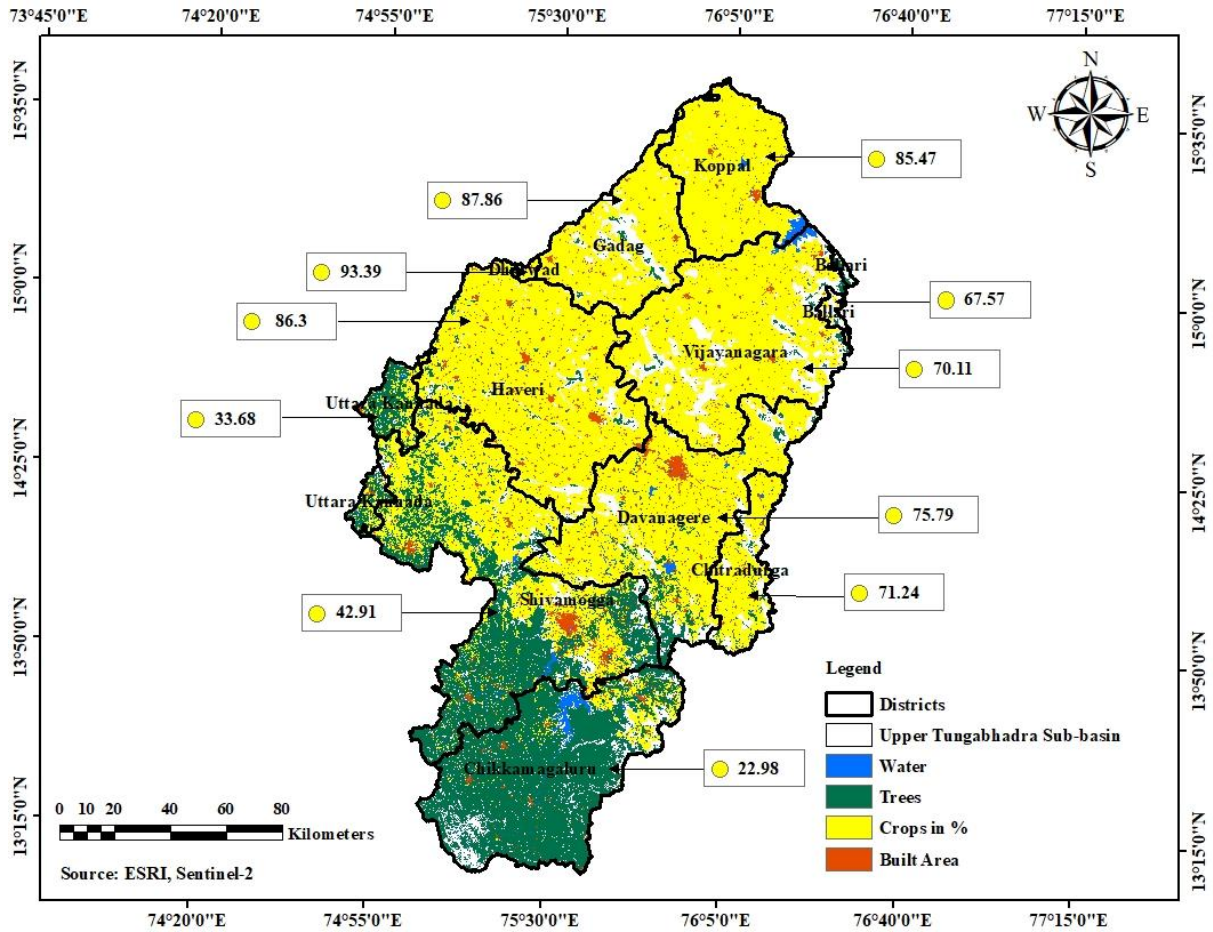 73°45'0"E 74°20'0"E 74°55'0"E 75°30'0"E 76°5'0"E 76°40'0"E 77°15'0"E
N
W E
S
15°35'0"N
15°0'0"N
14°25'0"N
13°50'0"N
13°15'0"N
15°35'0"N
15°0'0"N
14°25'0"N
13°50'0"N
13°15'0"N
Koppal
85.47
87.86
Gadag
Dharwad
93.39
Ballari
67.57
Ballari
86.3
Vijayanagara
70.11
Haveri
Uttara Kannada
33.68
Uttara Kannada
Davanagere
75.79
Chitradurga
71.24
Shivamogga
42.91
Chikkamagaluru
22.98
Legend
Districts
Upper Tungabhadra Sub-basin
Water
Trees
Crops in %
Built Area
0 10 20 40 60 80
Kilometers
Source: ESRI, Sentinel-2
74°20'0"E 74°55'0"E 75°30'0"E 76°5'0"E 76°40'0"E 77°15'0"E